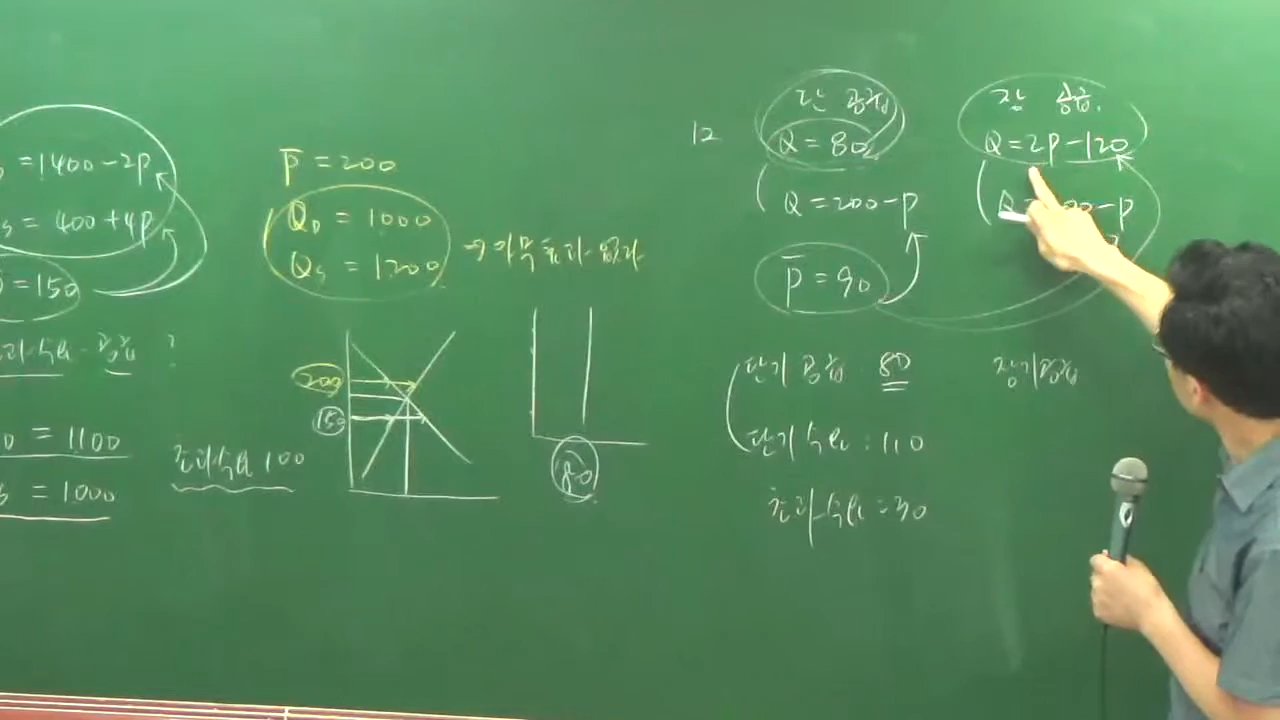 =1400-2P
=400+4P
=150
= 1100
= 1000
초과수요 100
P̅ = 200
Q_D = 1000
Q_S = 1200
200
150
80
12
단 공급
Q = 80
Q = 200-P
P̅ = 90
단기 공급 80
단기 수요 : 110
초과수요 = 30
장 공급
Q = 2P-120
-P
장기공급